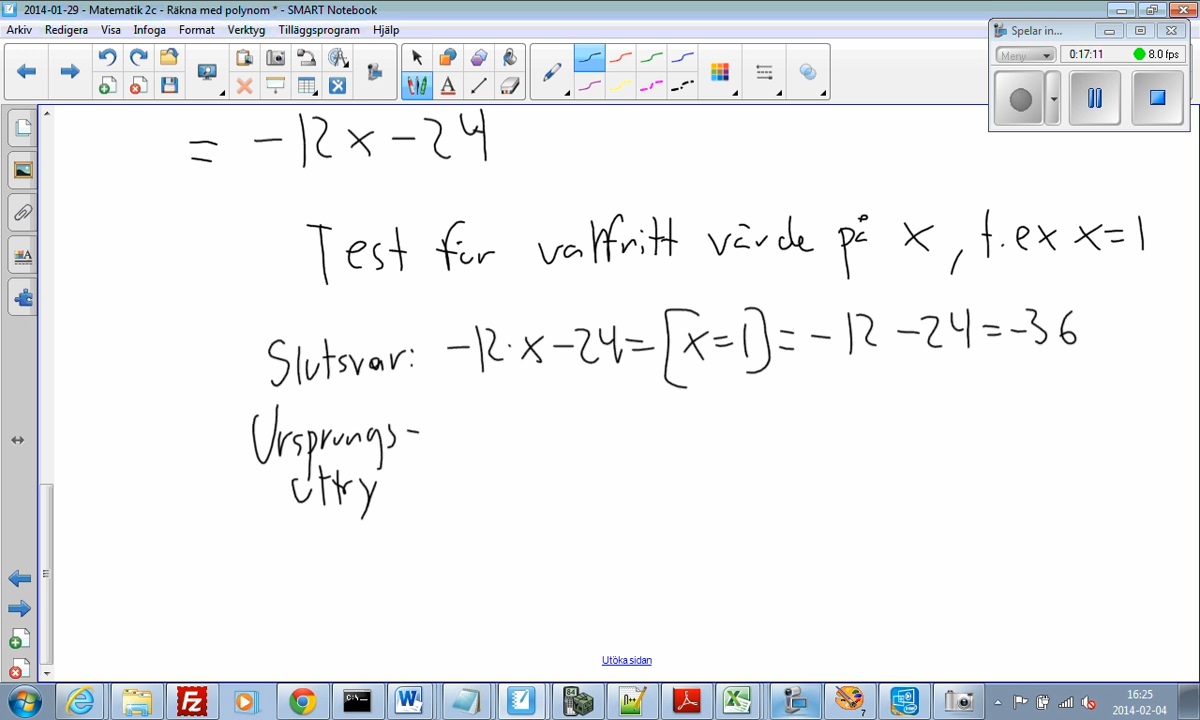 2014-01-29 - Matematik 2c - Räkna med polynom * - SMART Notebook
Arkiv Redigera Visa Infoga Format Verktyg Tilläggsprogram Hjälp
Spelar in...
Meny 0:17:11 8.0 fps
= -12x-24
Test för valfritt värde på x, t.ex x=1
Slutsvar: -12·x-24=[x=1]=-12-24=-36
Ursprungs-
uttry
Utöka sidan
16:25
2014-02-04